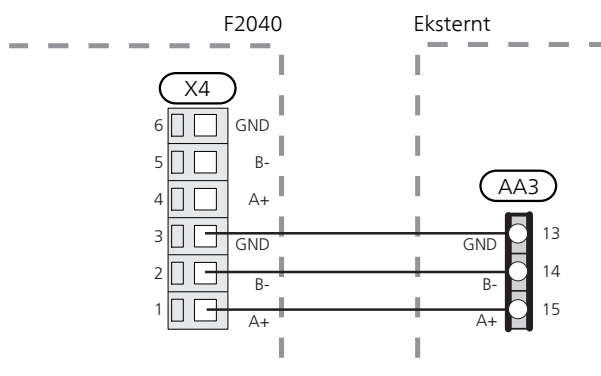 F2040 Eksternt
X4
6 GND
5 B-
4 A+
AA3
3 GND GND 13
2 B- B- 14
1 A+ A+ 15